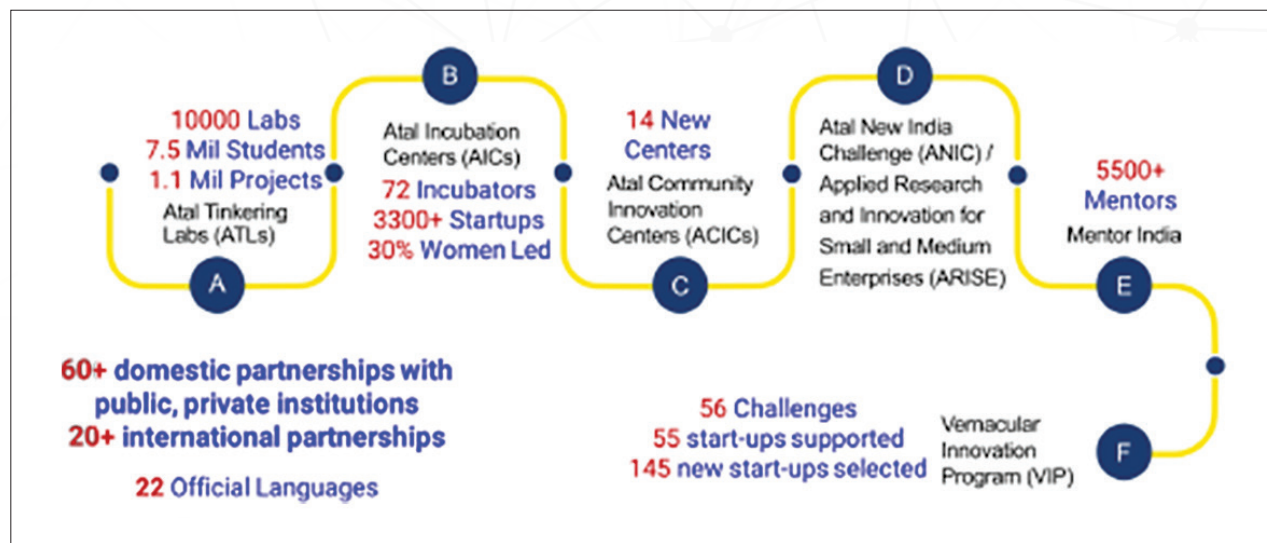 A
10000 Labs
7.5 Mil Students
1.1 Mil Projects
Atal Tinkering
Labs (ATLs)
B
Atal Incubation
Centers (AICs)
72 Incubators
3300+ Startups
30% Women Led
C
14 New
Centers
Atal Community
Innovation
Centers (ACICs)
D
Atal New India
Challenge (ANIC) /
Applied Research
and Innovation for
Small and Medium
Enterprises (ARISE)
E
5500+
Mentors
Mentor India
60+ domestic partnerships with
public, private institutions
20+ international partnerships
22 Official Languages
56 Challenges
55 start-ups supported
145 new start-ups selected
Vernacular
Innovation
Program (VIP)
F